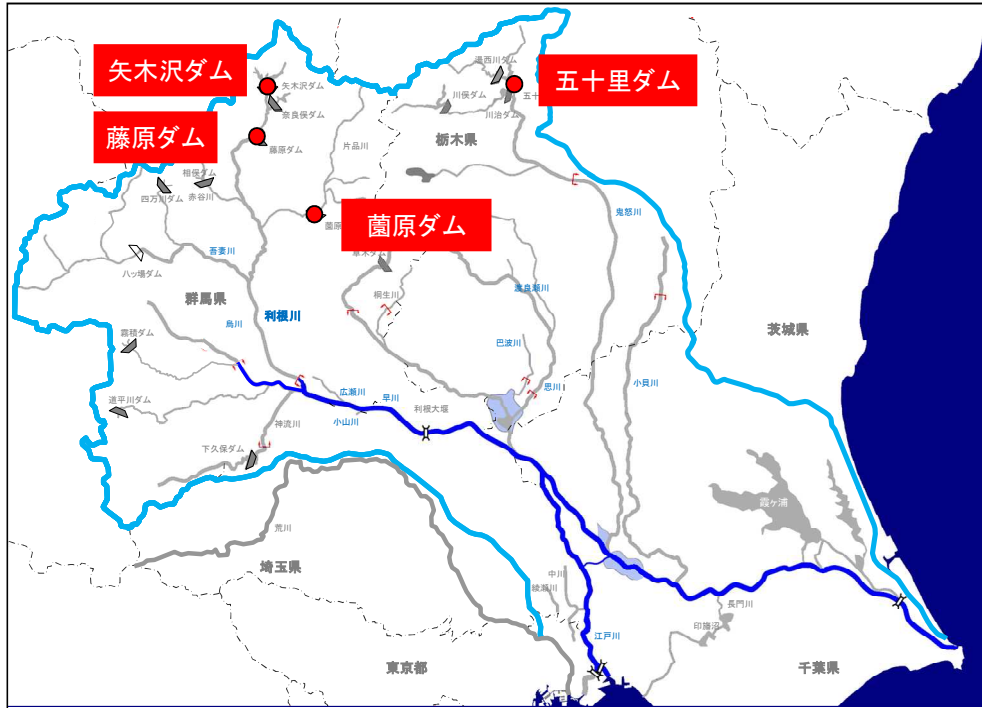 矢木沢ダム
五十里ダム
藤原ダム
薗原ダム
湯西川ダム
矢木沢ダム
奈良俣ダム
川俣ダム
五十
川治ダム
栃木県
藤原ダム
片品川
相俣ダム
四万川ダム
赤谷川
薗原
草木ダム
鬼怒川
吾妻川
八ッ場ダム
群馬県
利根川
桐生川
渡良瀬川
茨城県
烏川
霧積ダム
巴波川
思川
小貝川
道平川ダム
広瀬川
早川
利根大堰
小山川
神流川
下久保ダム
霞ヶ浦
荒川
埼玉県
中川
綾瀬川
長門川
印旛沼
江戸川
東京都
千葉県